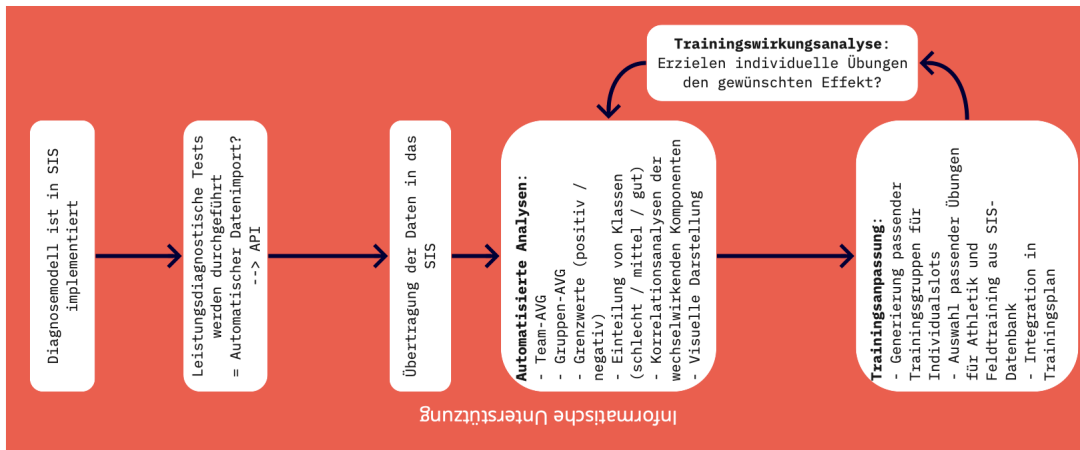 Diagnosemodell ist in SIS
implementiert
Leistungsdiagnostische Tests
werden durchgeführt
= Automatischer Datenimport?
--> API
Übertragung der Daten in das
SIS
Automatisierte Analysen:
- Team-AVG
- Gruppen-AVG
- Grenzwerte (positiv /
negativ)
- Einteilung von Klassen
(schlecht / mittel / gut)
- Korrelationsanalysen der
wechselwirkenden Komponenten
- Visuelle Darstellung
Trainingsanpassung:
- Generierung passender
Trainingsgruppen für
Individualslots
- Auswahl passender Übungen
für Athletik und
Feldtraining aus SIS-
Datenbank
- Integration in
Trainingsplan
Trainingswirkungsanalyse:
Erzielen individuelle Übungen
den gewünschten Effekt?
Informatische Unterstützung